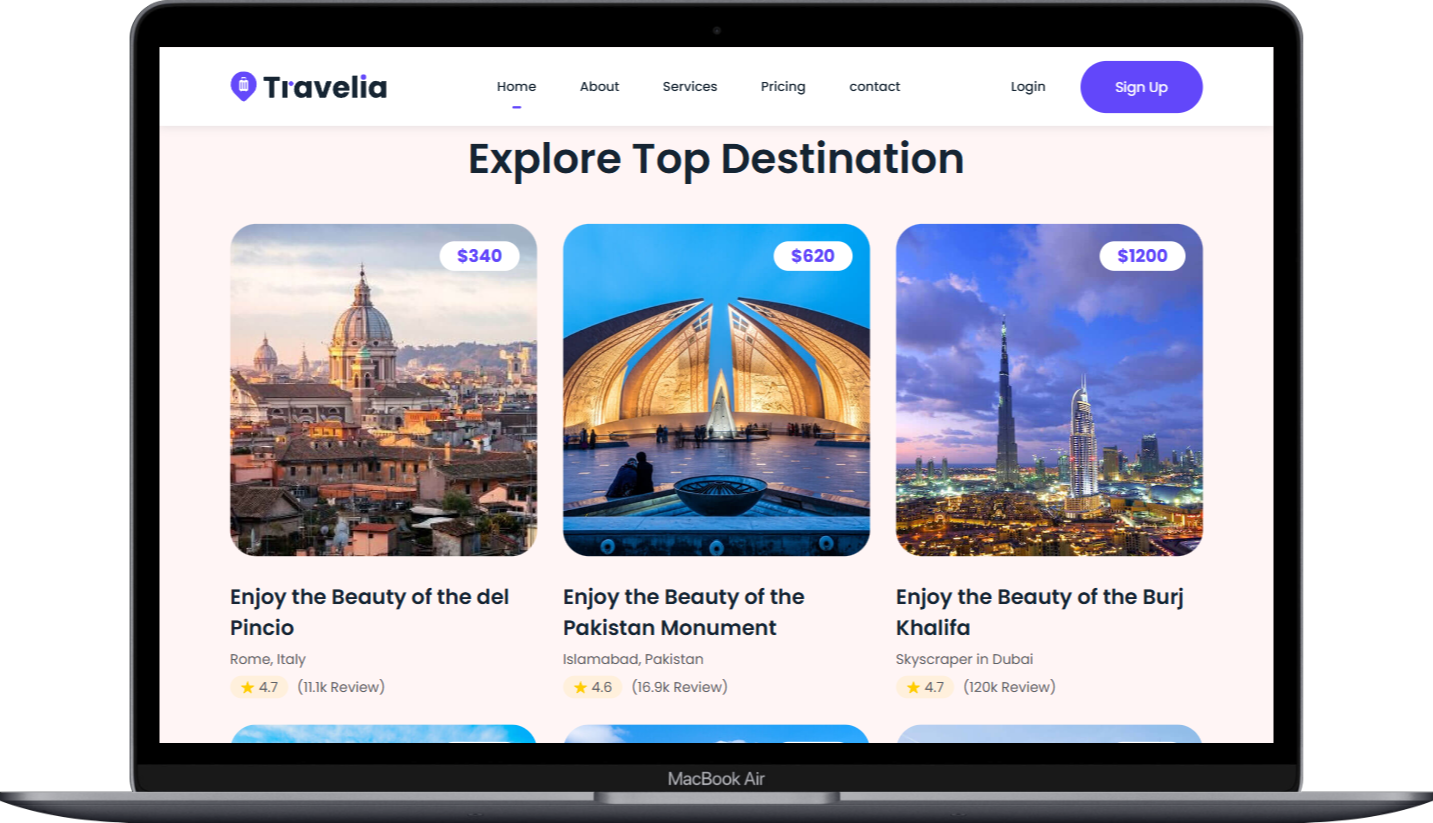 Travelia
Home
About
Services
Pricing
contact
Login
Sign Up
Explore Top Destination
$340
$620
$1200
Enjoy the Beauty of the del
Pincio
Rome, Italy
4.7
(11.1k Review)
Enjoy the Beauty of the
Pakistan Monument
Islamabad, Pakistan
4.6
(16.9k Review)
Enjoy the Beauty of the Burj
Khalifa
Skyscraper in Dubai
4.7
(120k Review)
MacBook Air